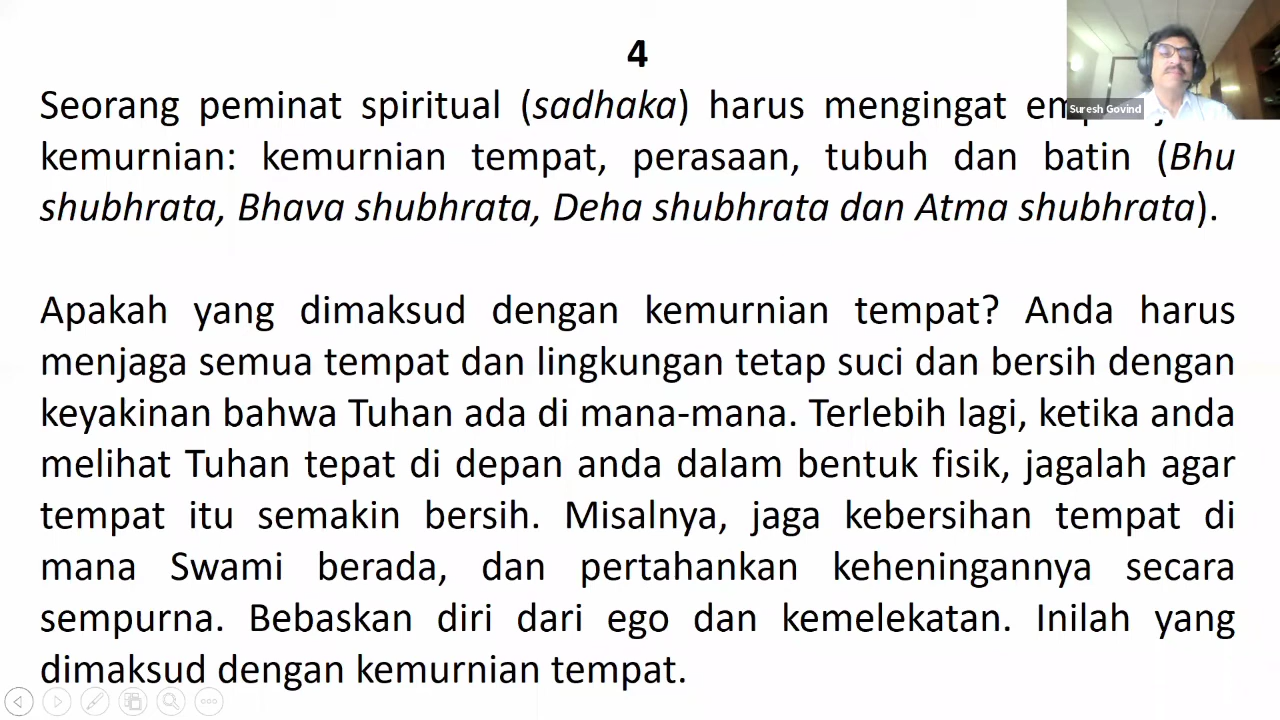 4
Seorang peminat spiritual (sadhaka) harus mengingat
kemurnian: kemurnian tempat, perasaan, tubuh dan batin (Bhu
shubhrata, Bhava shubhrata, Deha shubhrata dan Atma shubhrata).
Apakah yang dimaksud dengan kemurnian tempat? Anda harus
menjaga semua tempat dan lingkungan tetap suci dan bersih dengan
keyakinan bahwa Tuhan ada di mana-mana. Terlebih lagi, ketika anda
melihat Tuhan tepat di depan anda dalam bentuk fisik, jagalah agar
tempat itu semakin bersih. Misalnya, jaga kebersihan tempat di
mana Swami berada, dan pertahankan keheningannya secara
sempurna. Bebaskan diri dari ego dan kemelekatan. Inilah yang
dimaksud dengan kemurnian tempat.
Suresh Govind